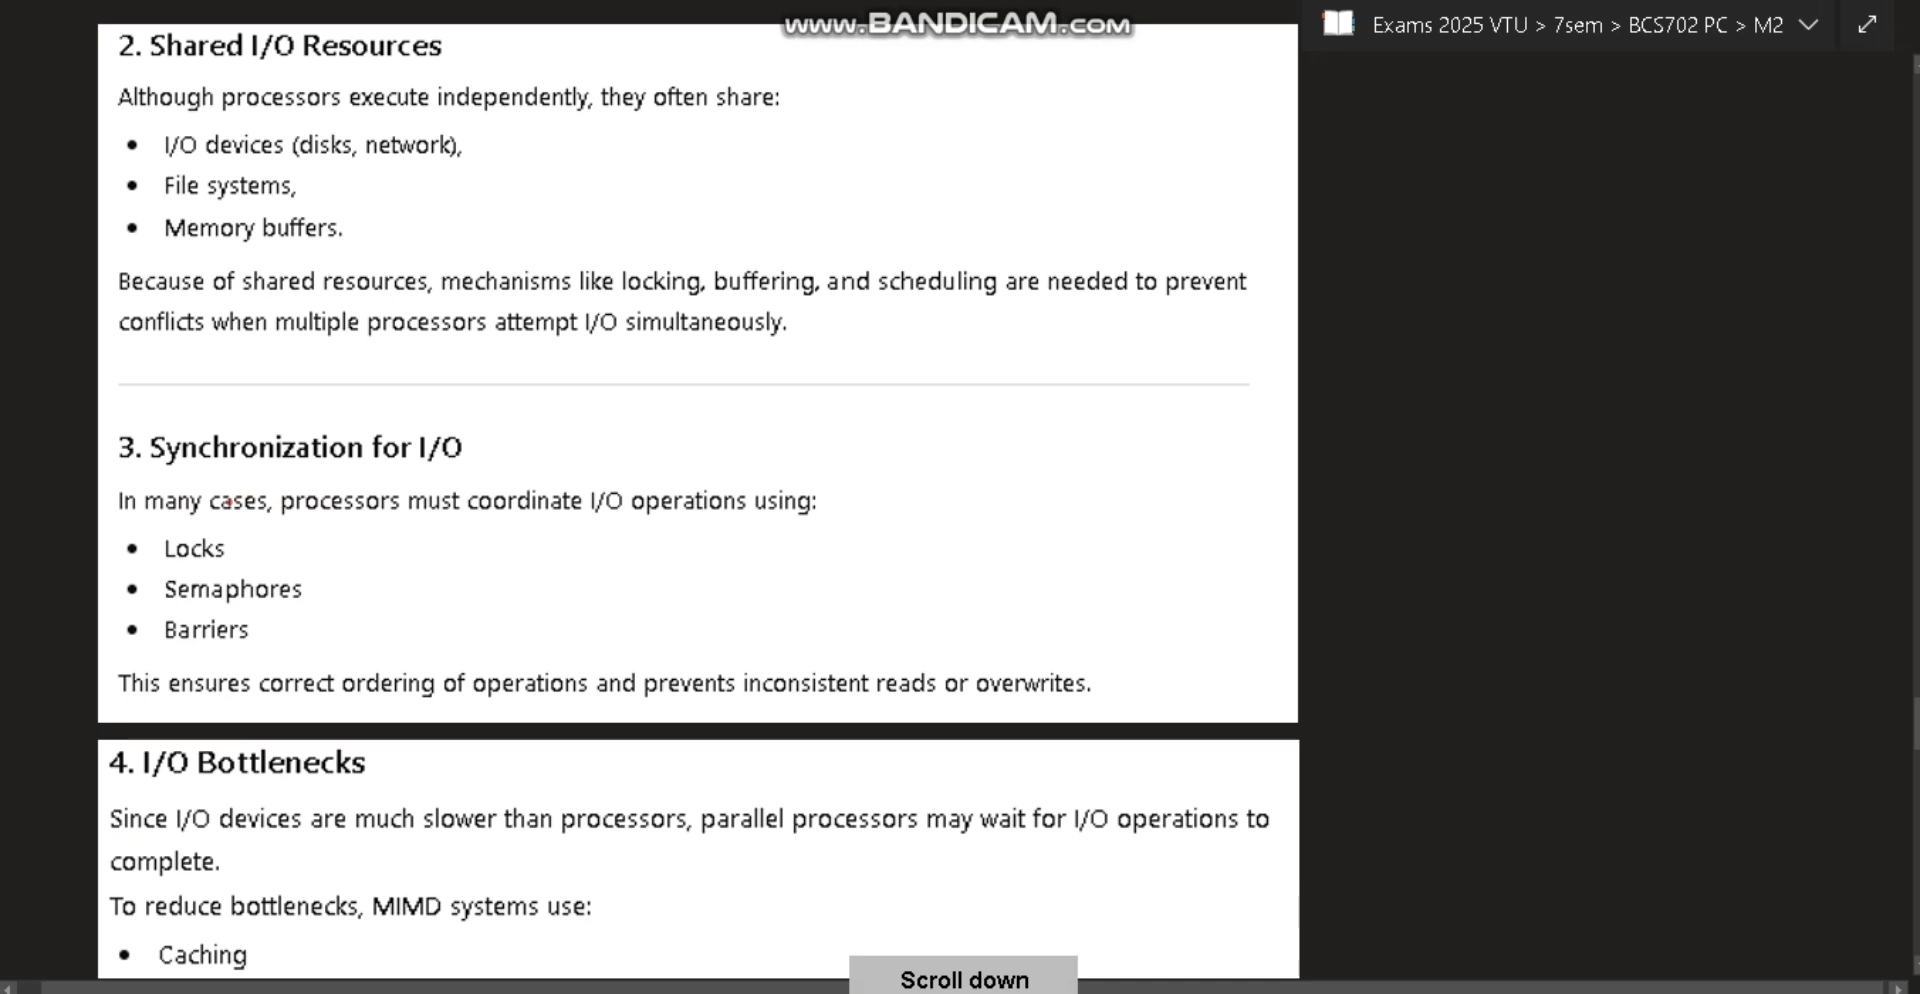 www.BANDICAM.com
Exams 2025 VTU > 7sem > BCS702 PC > M2
2. Shared I/O Resources
Although processors execute independently, they often share:
• I/O devices (disks, network),
• File systems,
• Memory buffers.
Because of shared resources, mechanisms like locking, buffering, and scheduling are needed to prevent
conflicts when multiple processors attempt I/O simultaneously.
3. Synchronization for I/O
In many cases, processors must coordinate I/O operations using:
• Locks
• Semaphores
• Barriers
This ensures correct ordering of operations and prevents inconsistent reads or overwrites.
4. I/O Bottlenecks
Since I/O devices are much slower than processors, parallel processors may wait for I/O operations to
complete.
To reduce bottlenecks, MIMD systems use:
• Caching
Scroll down